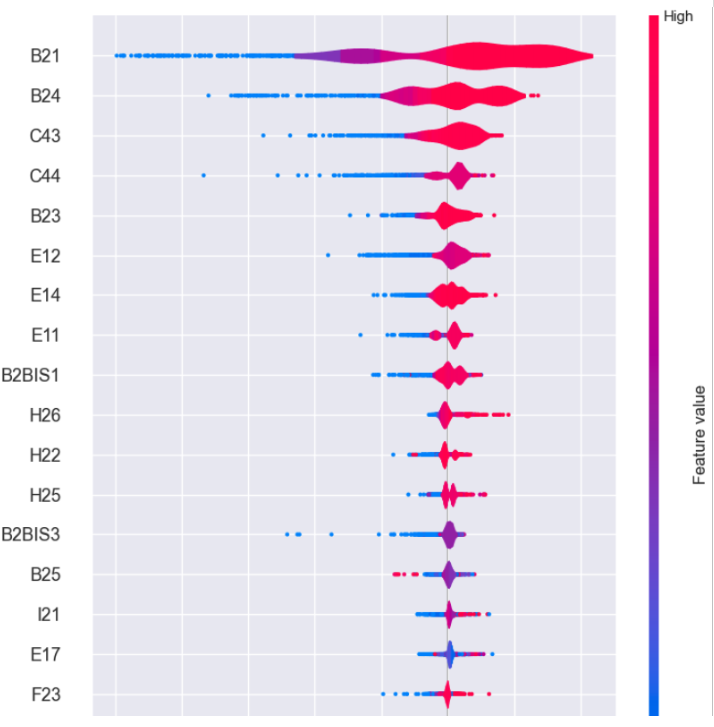 High
B21
B24
C43
C44
B23
E12
E14
E11
B2BIS1
H26
H22
H25
B2BIS3
B25
I21
E17
F23
Feature value